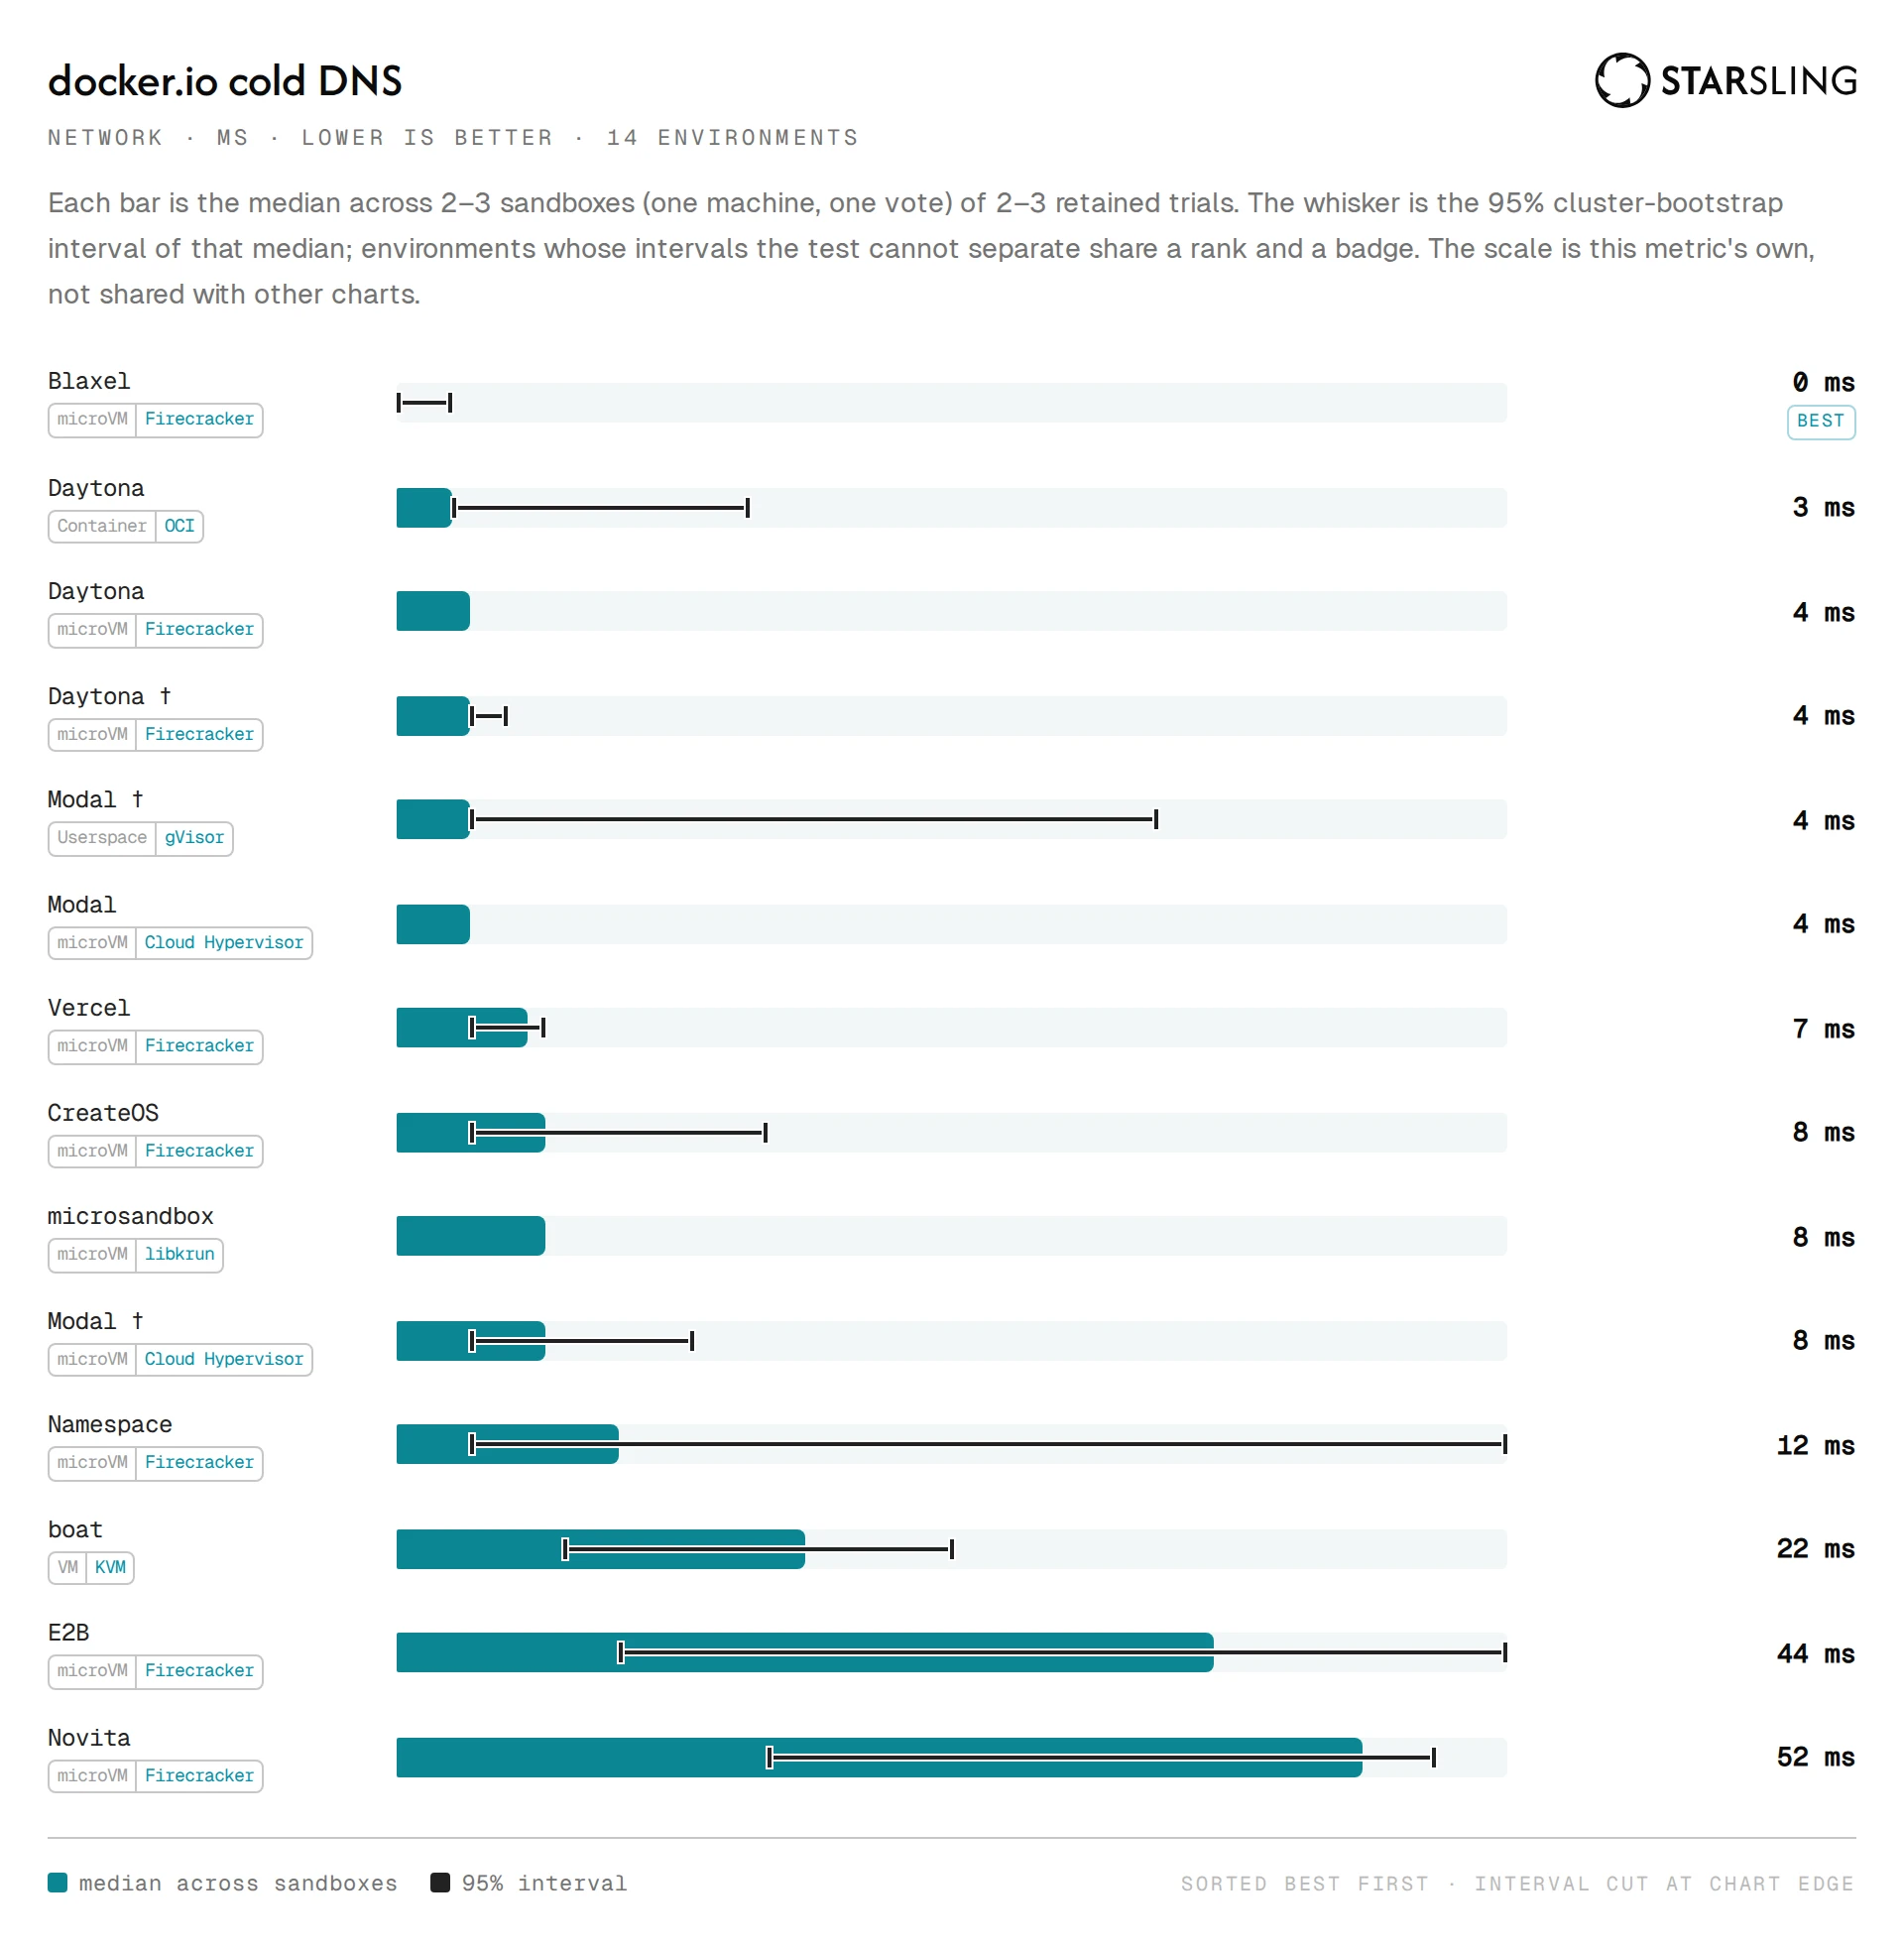 docker.io cold DNS
STARSLING
NETWORK · MS · LOWER IS BETTER · 14 ENVIRONMENTS
Each bar is the median across 2–3 sandboxes (one machine, one vote) of 2–3 retained trials. The whisker is the 95% cluster-bootstrap
interval of that median; environments whose intervals the test cannot separate share a rank and a badge. The scale is this metric's own,
not shared with other charts.
Blaxel
microVM Firecracker
0 ms
BEST
Daytona
Container OCI
3 ms
Daytona
microVM Firecracker
4 ms
Daytona †
microVM Firecracker
4 ms
Modal †
Userspace gVisor
4 ms
Modal
microVM Cloud Hypervisor
4 ms
Vercel
microVM Firecracker
7 ms
CreateOS
microVM Firecracker
8 ms
microsandbox
microVM libkrun
8 ms
Modal †
microVM Cloud Hypervisor
8 ms
Namespace
microVM Firecracker
12 ms
boat
VM KVM
22 ms
E2B
microVM Firecracker
44 ms
Novita
microVM Firecracker
52 ms
median across sandboxes 95% interval
SORTED BEST FIRST · INTERVAL CUT AT CHART EDGE